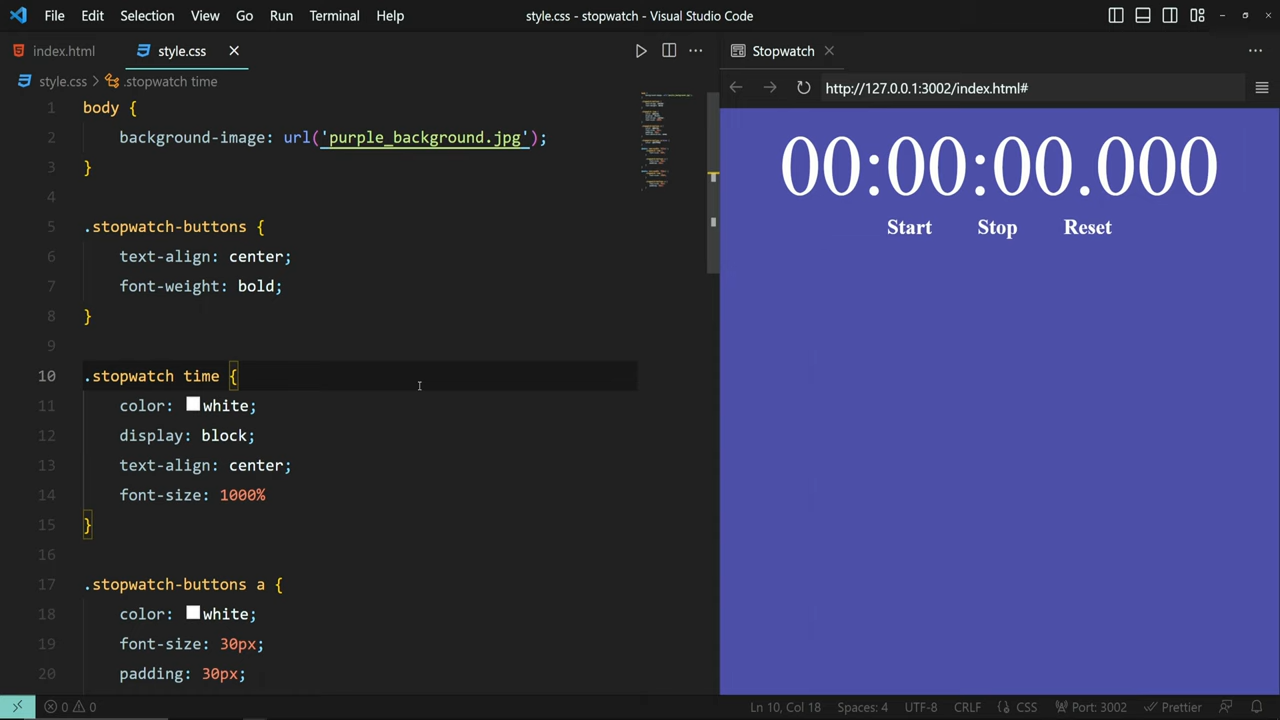 File Edit Selection View Go Run Terminal Help
style.css - stopwatch - Visual Studio Code
index.html
style.css
style.css > .stopwatch time
1 body {
2 background-image: url('purple_background.jpg');
3 }
4
5 .stopwatch-buttons {
6 text-align: center;
7 font-weight: bold;
8 }
9
10 .stopwatch time {
11 color: white;
12 display: block;
13 text-align: center;
14 font-size: 1000%
15 }
16
17 .stopwatch-buttons a {
18 color: white;
19 font-size: 30px;
20 padding: 30px;
Stopwatch
http://127.0.0.1:3002/index.html#
00:00:00.000
Start Stop Reset
0 0
Ln 10, Col 18 Spaces: 4 UTF-8 CRLF CSS Port: 3002 Prettier